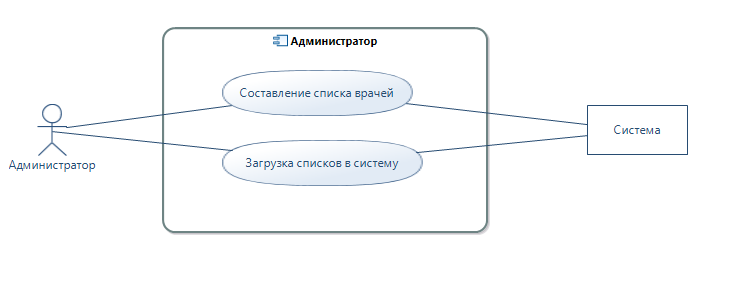 Администратор
Составление списка врачей
Загрузка списков в систему
Администратор
Система